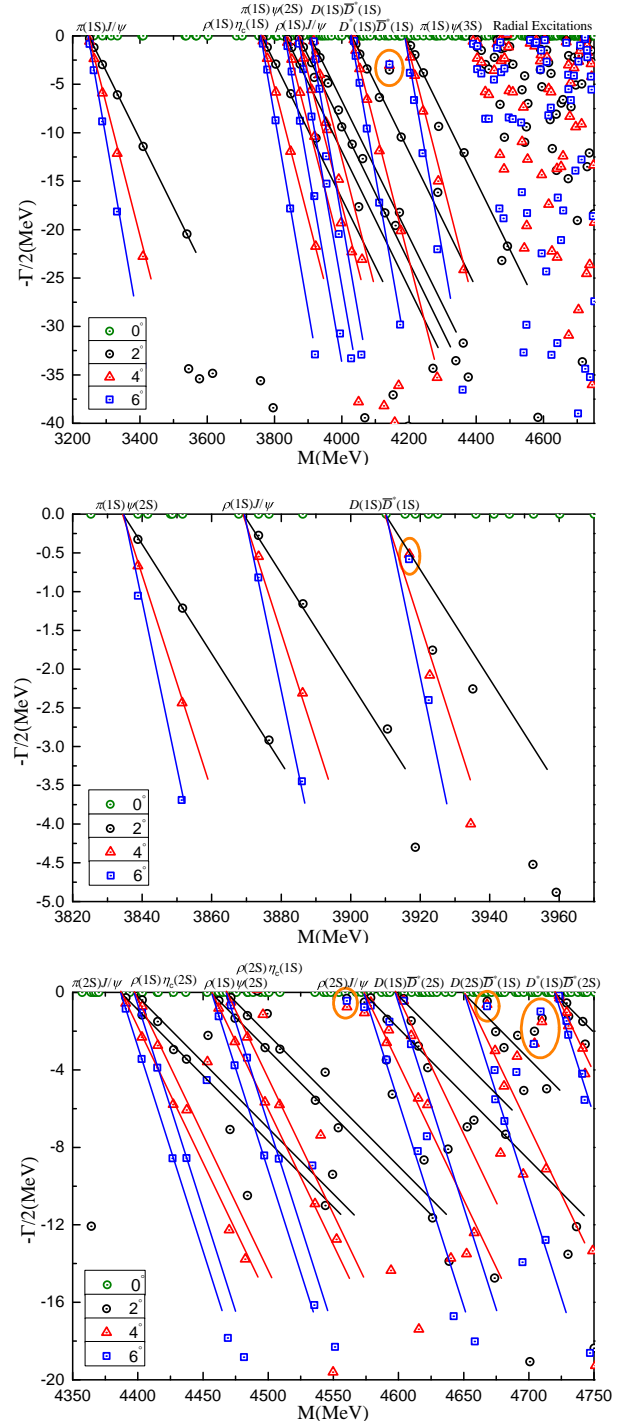 π(1S)ψ(2S) D(1S)D̅*(1S)
ρ(1S)η_c(1S) ρ(1S)J/ψ D*(1S)D̅*(1S)
π(1S)J/ψ π(1S)ψ(3S) Radial Excitations
0
-5
-10
-15
-20
-25
-30
-35
-40
-Γ/2(MeV)
0°
2°
4°
6°
3200 3400 3600 3800 4000 4200 4400 4600
M(MeV)
π(1S)ψ(2S) ρ(1S)J/ψ D(1S)D̅*(1S)
0.0
-0.5
-1.0
-1.5
-2.0
-2.5
-3.0
-3.5
-4.0
-4.5
-5.0
-Γ/2(MeV)
0°
2°
4°
6°
3820 3840 3860 3880 3900 3920 3940 3960
M(MeV)
ρ(2S)η_c(1S)
π(2S)J/ψ ρ(1S)η_c(2S) ρ(1S)ψ(2S) ρ(2S)J/ψ D(1S)D̅*(2S) D(2S)D̅*(1S) D*(1S)D̅*(2S)
0
-4
-8
-12
-16
-20
-Γ/2(MeV)
0°
2°
4°
6°
4350 4400 4450 4500 4550 4600 4650 4700 4750
M(MeV)